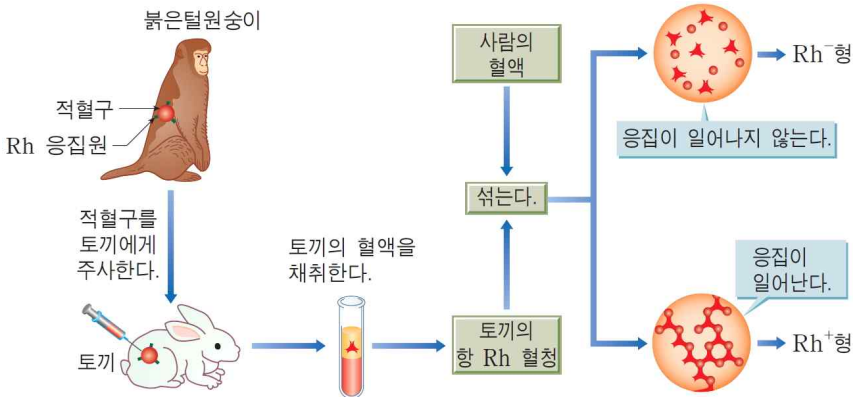 붉은털원숭이
적혈구
Rh 응집원
적혈구를
토끼에게
주사한다.
토끼
토끼의 혈액을
채취한다.
사람의
혈액
섞는다.
토끼의
항 Rh 혈청
Rh⁻형
응집이 일어나지 않는다.
응집이
일어난다.
Rh⁺형